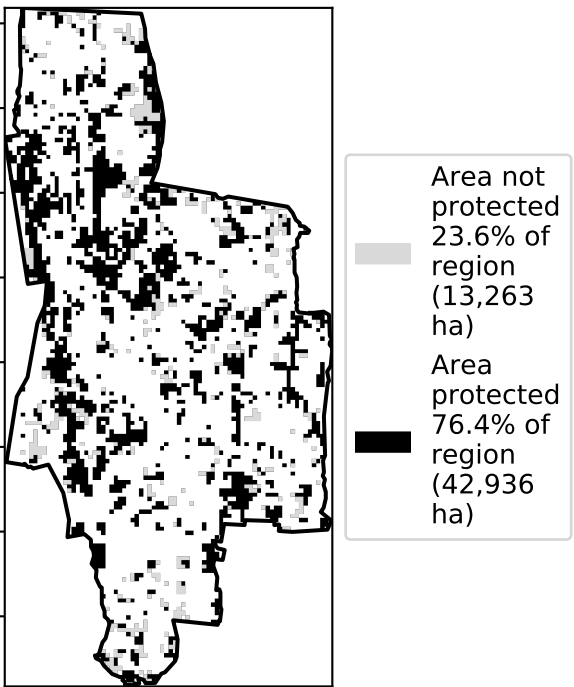 Area not
protected
23.6% of
region
(13,263
ha)
Area
protected
76.4% of
region
(42,936
ha)